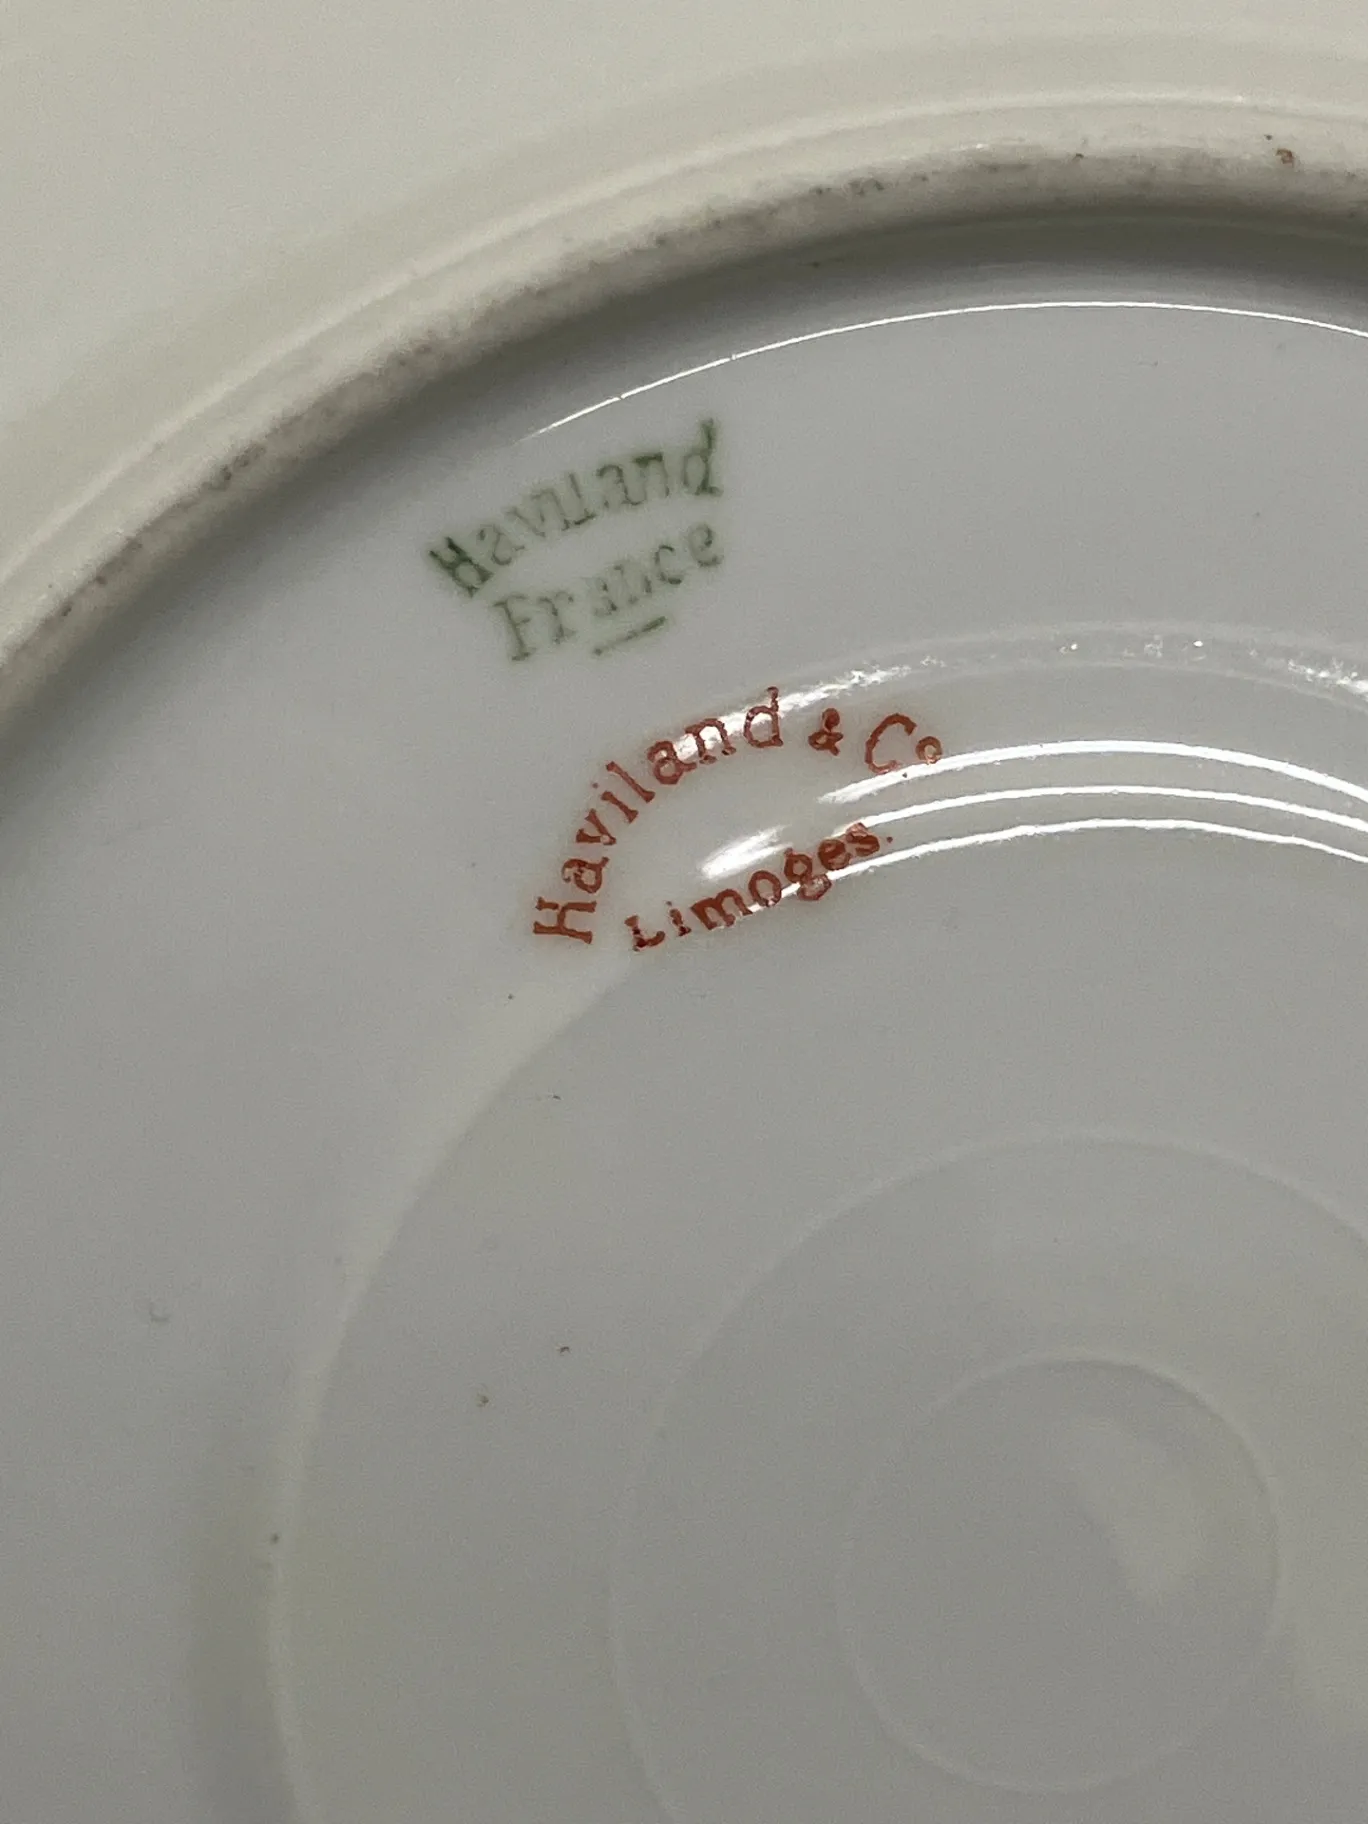 Haviland
France
Haviland & Co
Limoges.